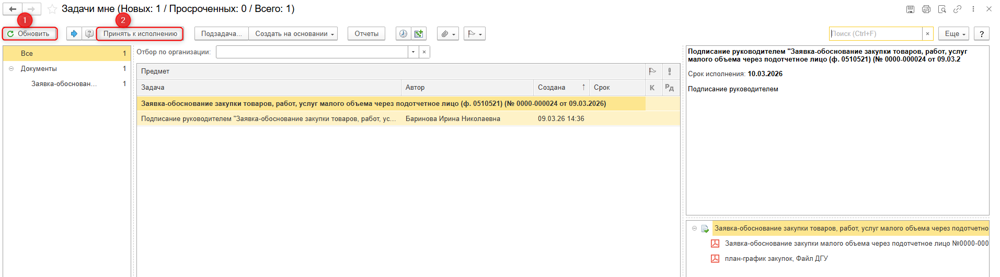 Задачи мне (Новых: 1 / Просроченных: 0 / Всего: 1)
1
2
Обновить
Принять к исполнению
Подзадача...
Создать на основании
Отчеты
Поиск (Ctrl+F)
×
Еще
?
Все 1
Документы 1
Заявка-обоснован... 1
Отбор по организации:
Предмет
Задача Автор Создана ↑ Срок К Рд
Заявка-обоснование закупки товаров, работ, услуг малого объема через подотчетное лицо (ф. 0510521) (№ 0000-000024 от 09.03.2026)
Подписание руководителем "Заявка-обоснование закупки товаров, работ, ус... Баринова Ирина Николаевна 09.03.26 14:36
Подписание руководителем "Заявка-обоснование закупки товаров, работ, услуг
малого объема через подотчетное лицо (ф. 0510521) (№ 0000-000024 от 09.03.2
Срок исполнения: 10.03.2026
Подписание руководителем
Заявка-обоснование закупки товаров, работ, услуг малого объема через подотчетно
Заявка-обоснование закупки малого объема через подотчетное лицо №0000-000
план-график закупок, Файл ДГУ